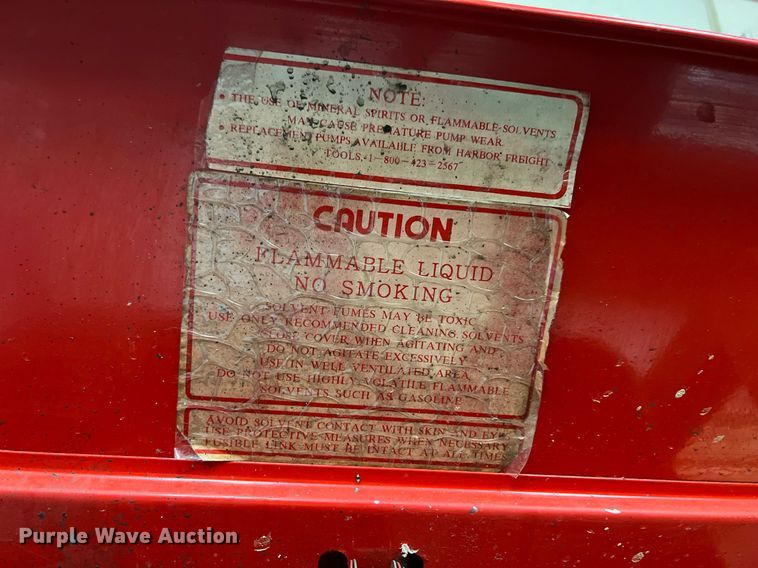 NOTE:
• THE USE OF MINERAL SPIRITS OR FLAMMABLE SOLVENTS
MAY CAUSE PREMATURE PUMP WEAR.
• REPLACEMENT PUMPS AVAILABLE FROM HARBOR FREIGHT
TOOLS, 1-800-423-2567
CAUTION
FLAMMABLE LIQUID
NO SMOKING
SOLVENT FUMES MAY BE TOXIC
USE ONLY RECOMMENDED CLEANING SOLVENTS
CLOSE COVER WHEN AGITATING AND
DO NOT AGITATE EXCESSIVELY
USE IN WELL VENTILATED AREA
DO NOT USE HIGHLY VOLATILE FLAMMABLE
SOLVENTS SUCH AS GASOLINE
AVOID SOLVENT CONTACT WITH SKIN AND EYE
USE PROTECTIVE MEASURES WHEN NECESSARY
FUSIBLE LINK MUST BE INTACT AT ALL TIMES
Purple Wave Auction